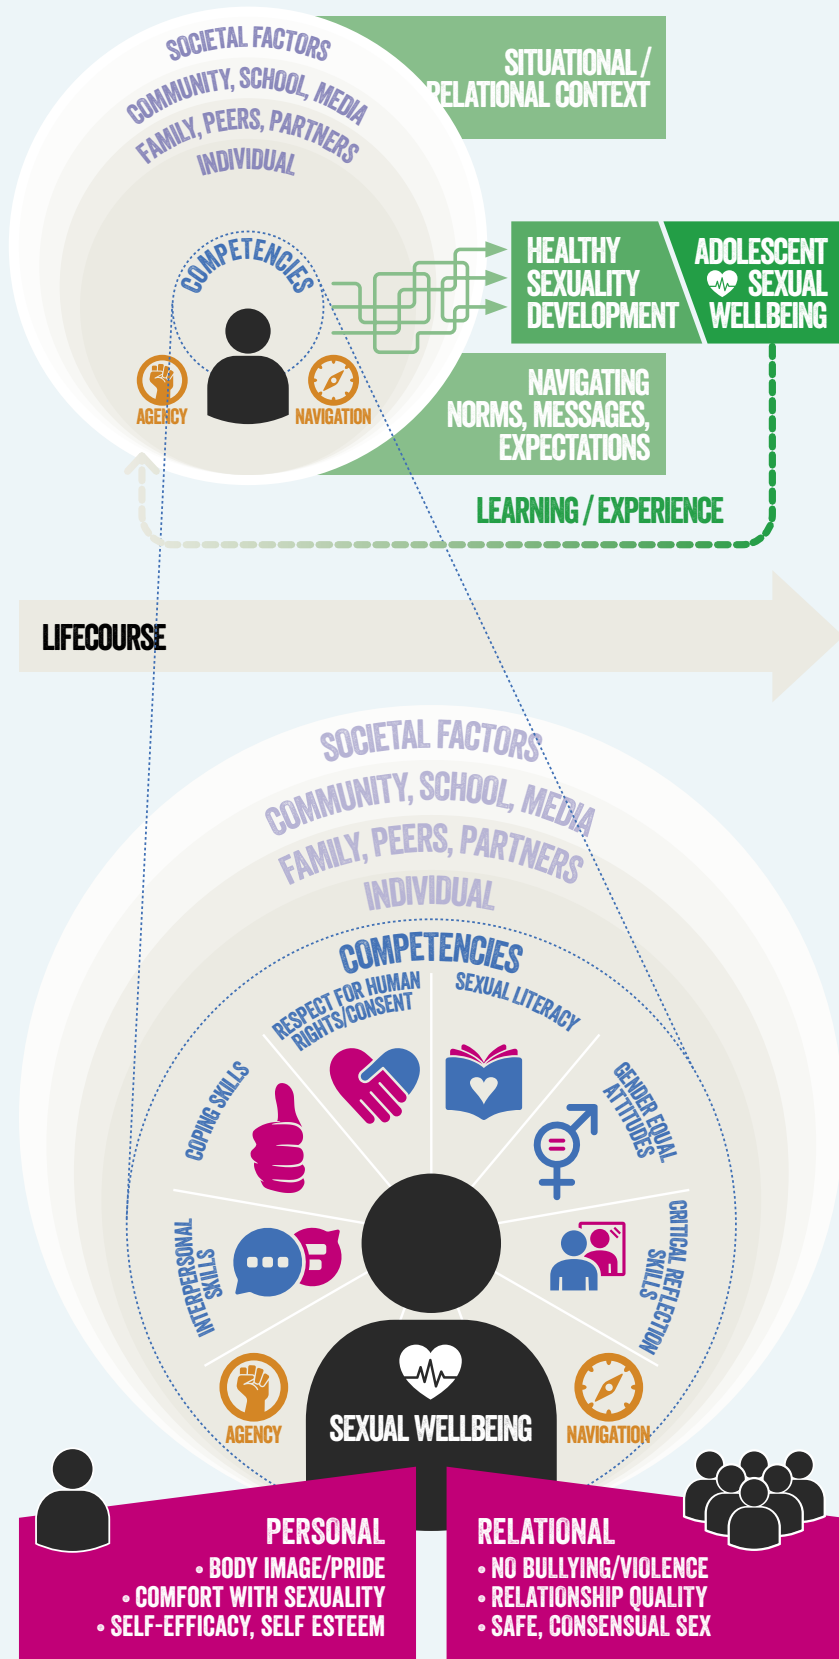 SOCIETAL FACTORS
COMMUNITY, SCHOOL, MEDIA
FAMILY, PEERS, PARTNERS
INDIVIDUAL
COMPETENCIES
AGENCY
NAVIGATION
SITUATIONAL /
RELATIONAL CONTEXT
HEALTHY
SEXUALITY
DEVELOPMENT
ADOLESCENT
SEXUAL
WELLBEING
NAVIGATING
NORMS, MESSAGES,
EXPECTATIONS
LEARNING / EXPERIENCE
LIFECOURSE
SOCIETAL FACTORS
COMMUNITY, SCHOOL, MEDIA
FAMILY, PEERS, PARTNERS
INDIVIDUAL
COMPETENCIES
RESPECT FOR HUMAN
RIGHTS/CONSENT
SEXUAL LITERACY
COPING SKILLS
GENDER EQUAL
ATTITUDES
INTERPERSONAL
SKILLS
CRITICAL REFLECTION
SKILLS
AGENCY
SEXUAL WELLBEING
NAVIGATION
PERSONAL
• BODY IMAGE/PRIDE
• COMFORT WITH SEXUALITY
• SELF-EFFICACY, SELF ESTEEM
RELATIONAL
• NO BULLYING/VIOLENCE
• RELATIONSHIP QUALITY
• SAFE, CONSENSUAL SEX